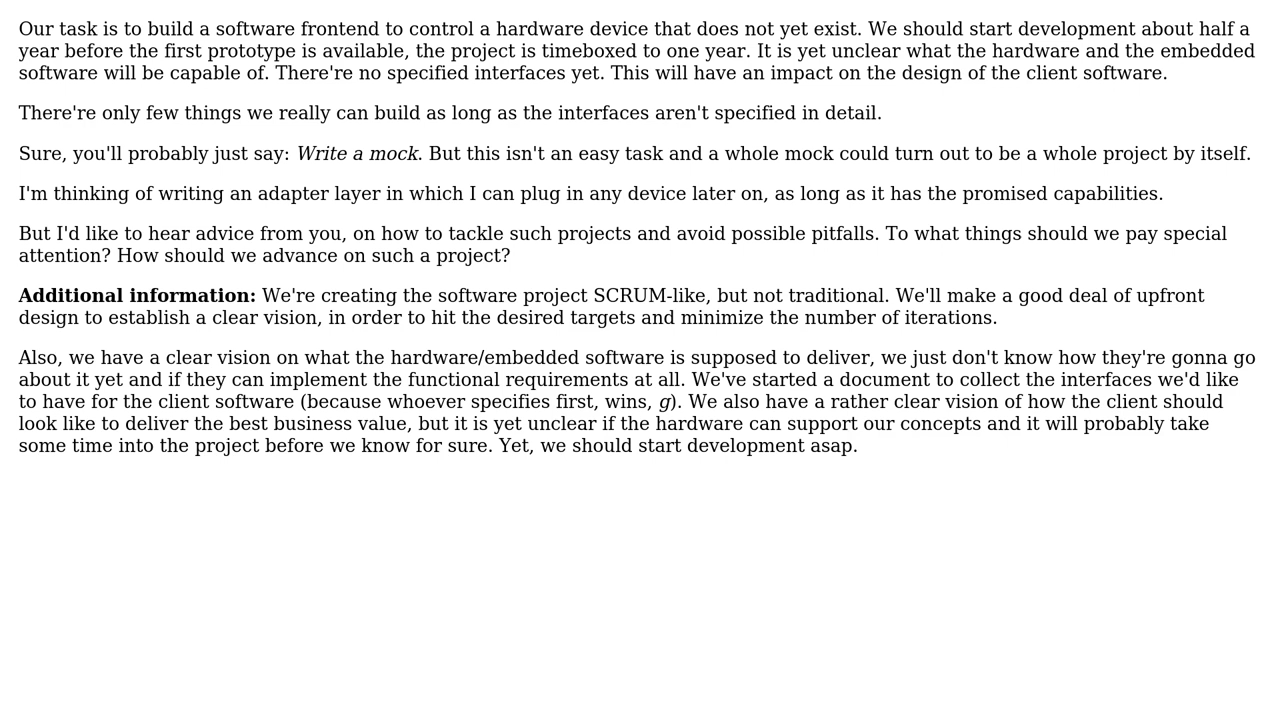 Our task is to build a software frontend to control a hardware device that does not yet exist. We should start development about half a
year before the first prototype is available, the project is timeboxed to one year. It is yet unclear what the hardware and the embedded
software will be capable of. There're no specified interfaces yet. This will have an impact on the design of the client software.
There're only few things we really can build as long as the interfaces aren't specified in detail.
Sure, you'll probably just say: Write a mock. But this isn't an easy task and a whole mock could turn out to be a whole project by itself.
I'm thinking of writing an adapter layer in which I can plug in any device later on, as long as it has the promised capabilities.
But I'd like to hear advice from you, on how to tackle such projects and avoid possible pitfalls. To what things should we pay special
attention? How should we advance on such a project?
Additional information: We're creating the software project SCRUM-like, but not traditional. We'll make a good deal of upfront
design to establish a clear vision, in order to hit the desired targets and minimize the number of iterations.
Also, we have a clear vision on what the hardware/embedded software is supposed to deliver, we just don't know how they're gonna go
about it yet and if they can implement the functional requirements at all. We've started a document to collect the interfaces we'd like
to have for the client software (because whoever specifies first, wins, g). We also have a rather clear vision of how the client should
look like to deliver the best business value, but it is yet unclear if the hardware can support our concepts and it will probably take
some time into the project before we know for sure. Yet, we should start development asap.